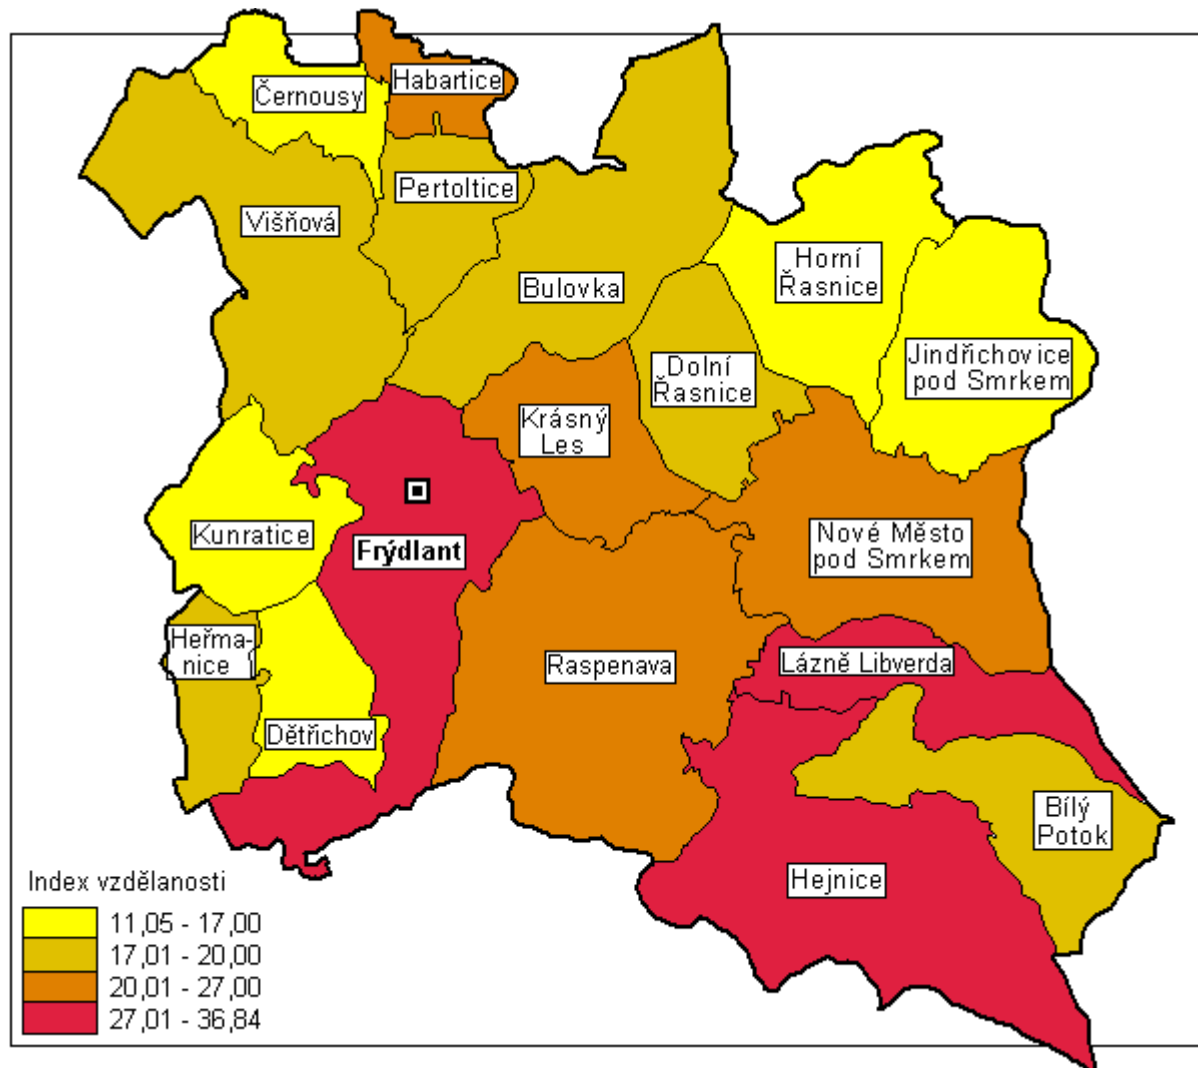 Habartice
Černousy
Pertoltice
Višňová
Horní
Řasnice
Bulovka
Jindřichovice
pod Smrkem
Dolní
Řasnice
Krásný
Les
Kunratice
Frýdlant
Nové Město
pod Smrkem
Heřma-
nice
Raspenava
Lázně Libverda
Dětřichov
Bílý
Potok
Hejnice
Index vzdělanosti
11,05 - 17,00
17,01 - 20,00
20,01 - 27,00
27,01 - 36,84